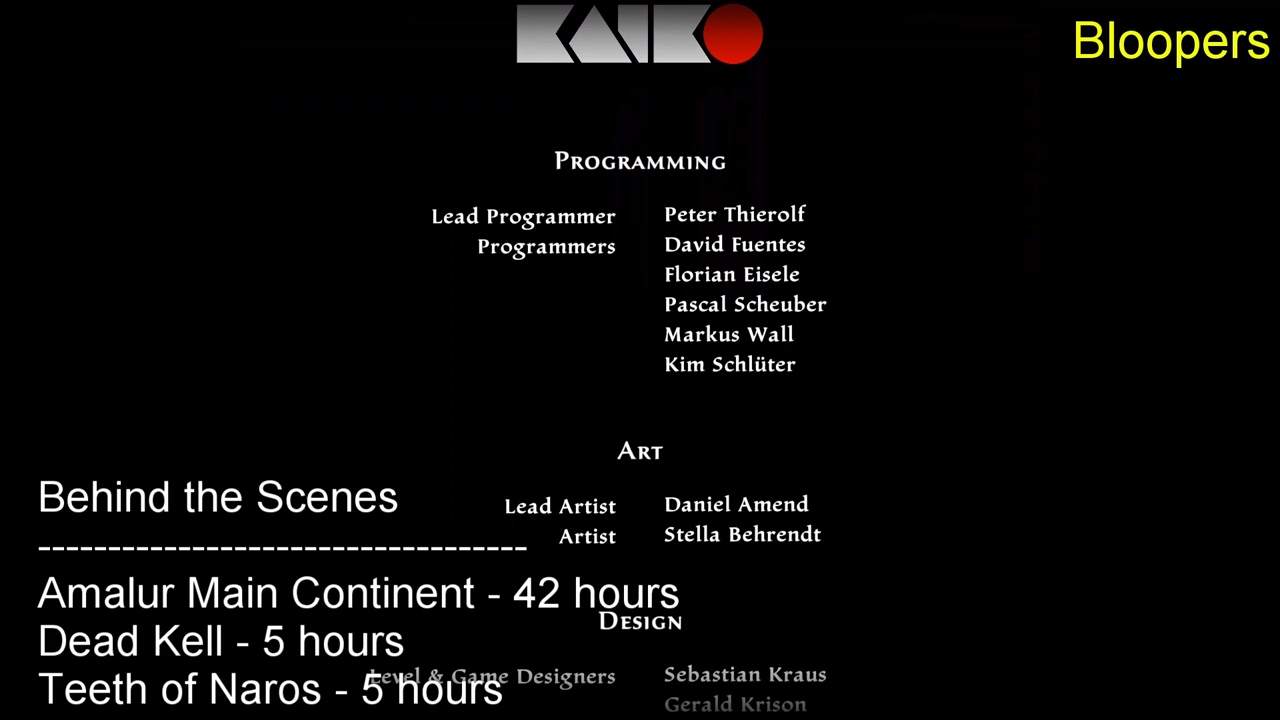 KAIKO
Bloopers
Programming
Lead Programmer Peter Thierolf
Programmers David Fuentes
Florian Eisele
Pascal Scheuber
Markus Wall
Kim Schlüter
Art
Lead Artist Daniel Amend
Artist Stella Behrendt
Behind the Scenes
-----------------------------------
Amalur Main Continent - 42 hours
Design
Dead Kell - 5 hours
Level & Game Designers Sebastian Kraus
Teeth of Naros - 5 hours
Gerald Krison